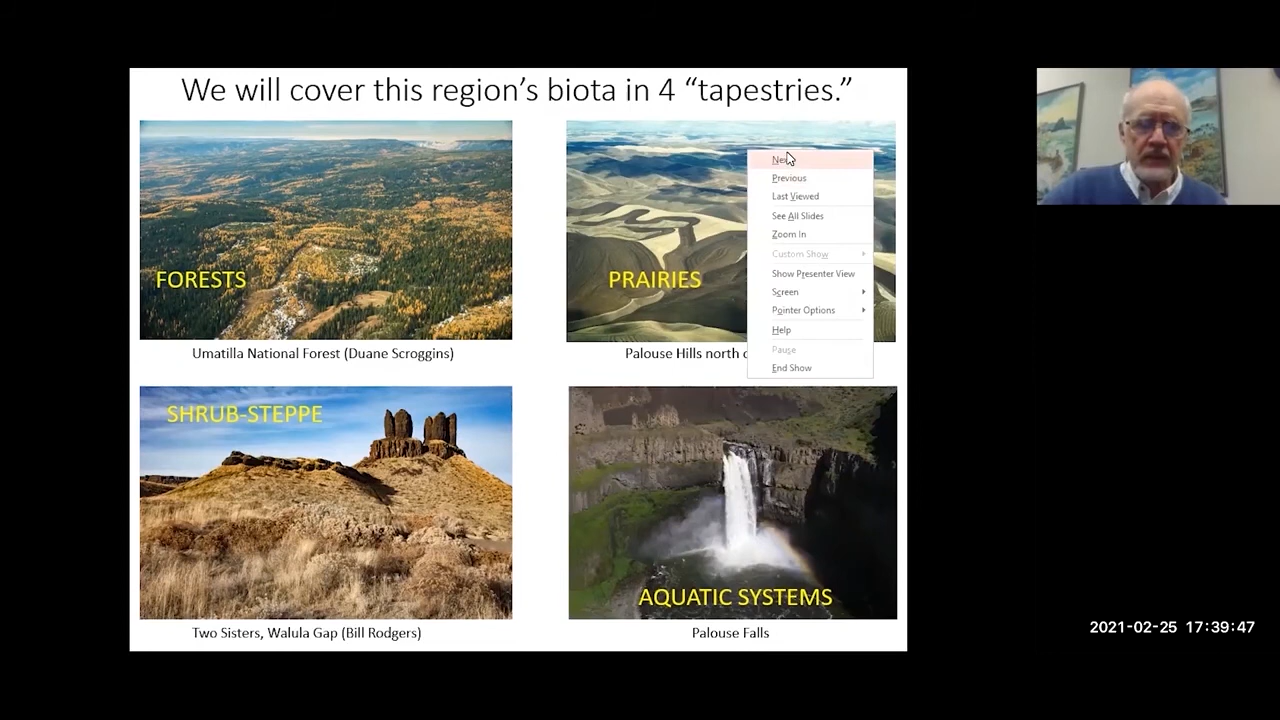 We will cover this region's biota in 4 “tapestries.”
FORESTS
PRAIRIES
Umatilla National Forest (Duane Scroggins)
Palouse Hills north
Next
Previous
Last Viewed
See All Slides
Zoom In
Custom Show
Show Presenter View
Screen
Pointer Options
Help
Pause
End Show
SHRUB-STEPPE
AQUATIC SYSTEMS
Two Sisters, Walula Gap (Bill Rodgers)
Palouse Falls
2021-02-25 17:39:47